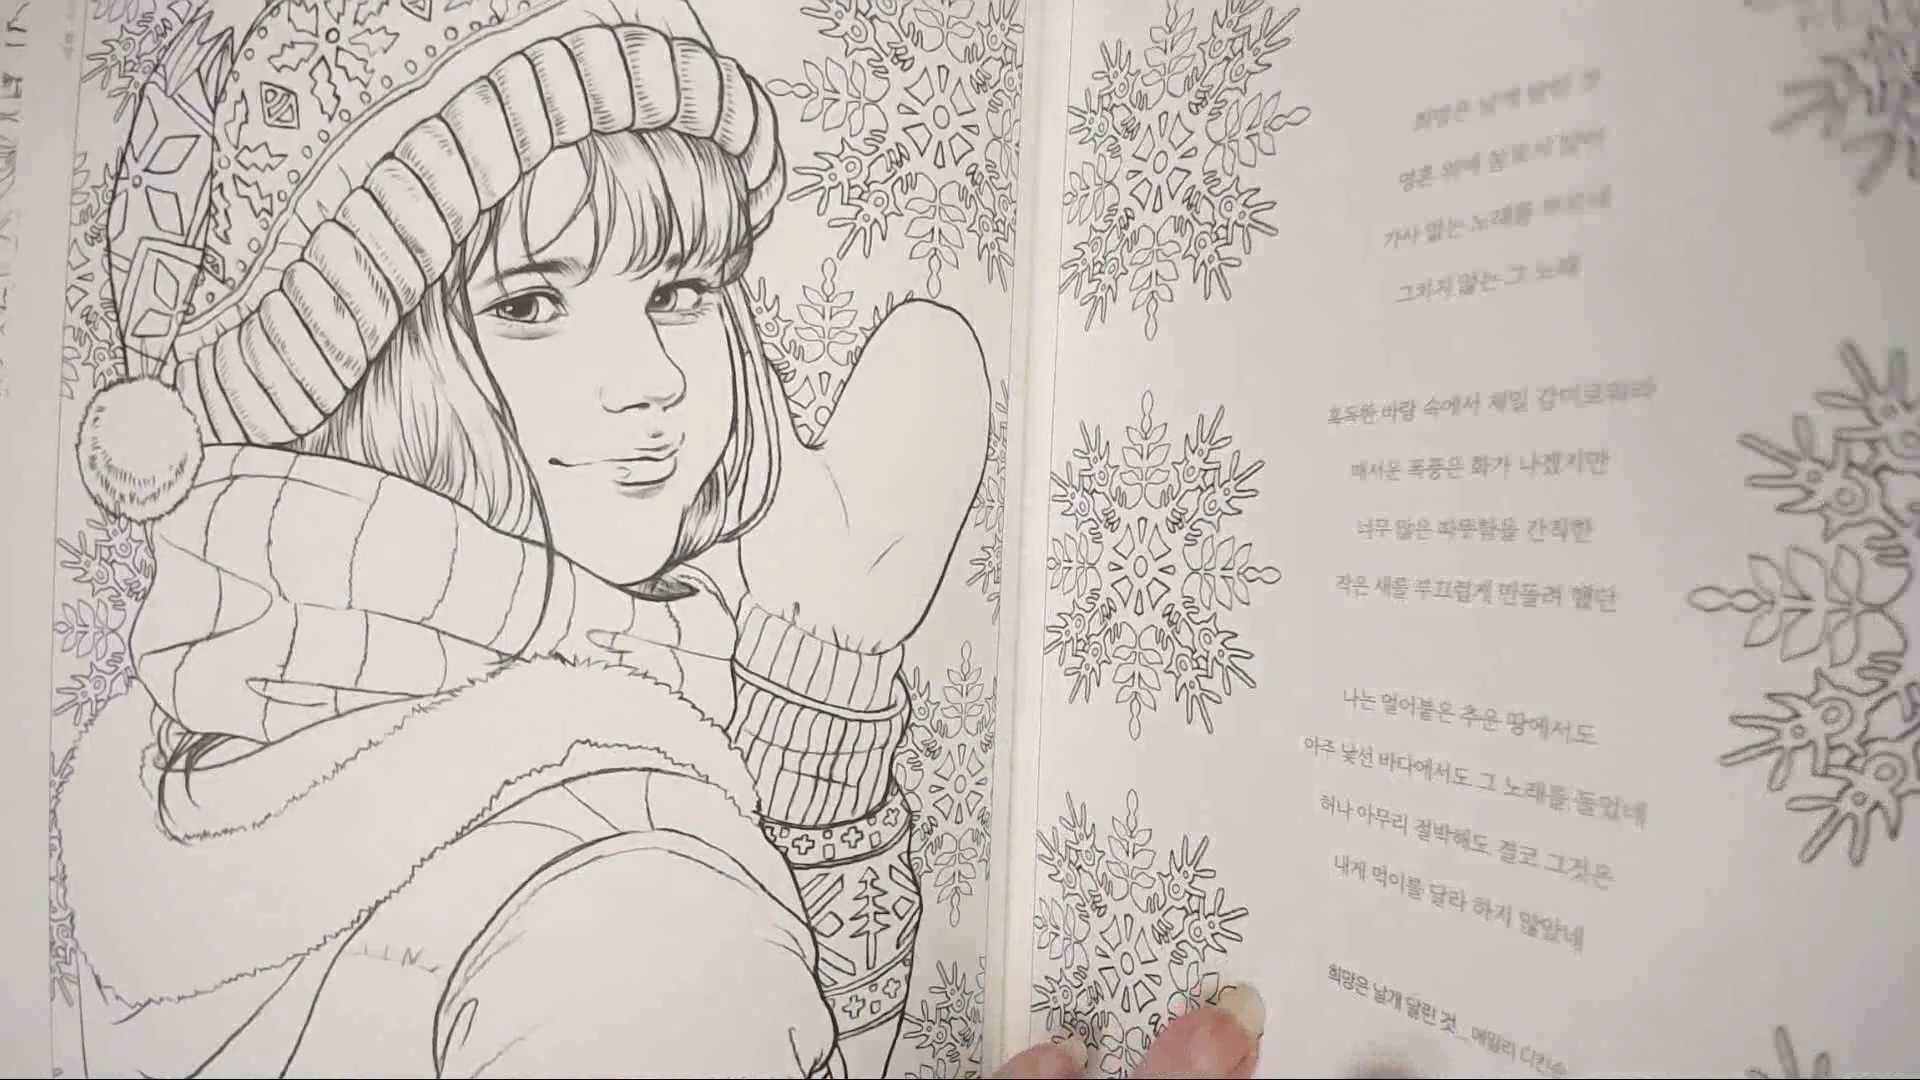 희망은 날개 달린 것
영혼 위에 살포시 앉아
가사 없는 노래를 부르네
그치지 않는 그 노래
혹독한 바람 속에서 제일 감미로워라
매서운 폭풍은 화가 나겠지만
너무 많은 따뜻함을 간직한
작은 새를 부끄럽게 만들려 했던
나는 얼어붙은 추운 땅에서도
아주 낯선 바다에서도 그 노래를 들었네
허나 아무리 절박해도 결코 그것은
내게 먹이를 달라 하지 않았네
희망은 날개 달린 것_ 에밀리 디킨슨